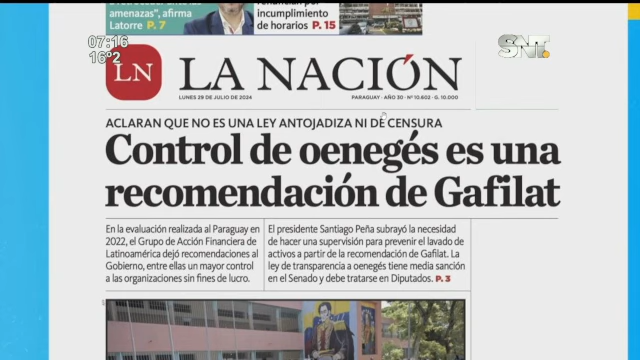 amenazas", afirma
Latorre P. 7
incumplimiento
de horarios P. 15
07:16
16°2
SNT
LN
LA NACIÓN
LUNES 29 DE JULIO DE 2024
PARAGUAY - AÑO 30 - Nº 10.602 - G. 10.000
ACLARAN QUE NO ES UNA LEY ANTOJADIZA NI DE CENSURA
Control de oenegés es una
recomendación de Gafilat
En la evaluación realizada al Paraguay en
2022, el Grupo de Acción Financiera de
Latinoamérica dejó recomendaciones al
Gobierno, entre ellas un mayor control
a las organizaciones sin fines de lucro.
El presidente Santiago Peña subrayó la necesidad
de hacer una supervisión para prevenir el lavado de
activos a partir de la recomendación de Gafilat. La
ley de transparencia a oenegés tiene media sanción
en el Senado y debe tratarse en Diputados. P. 3